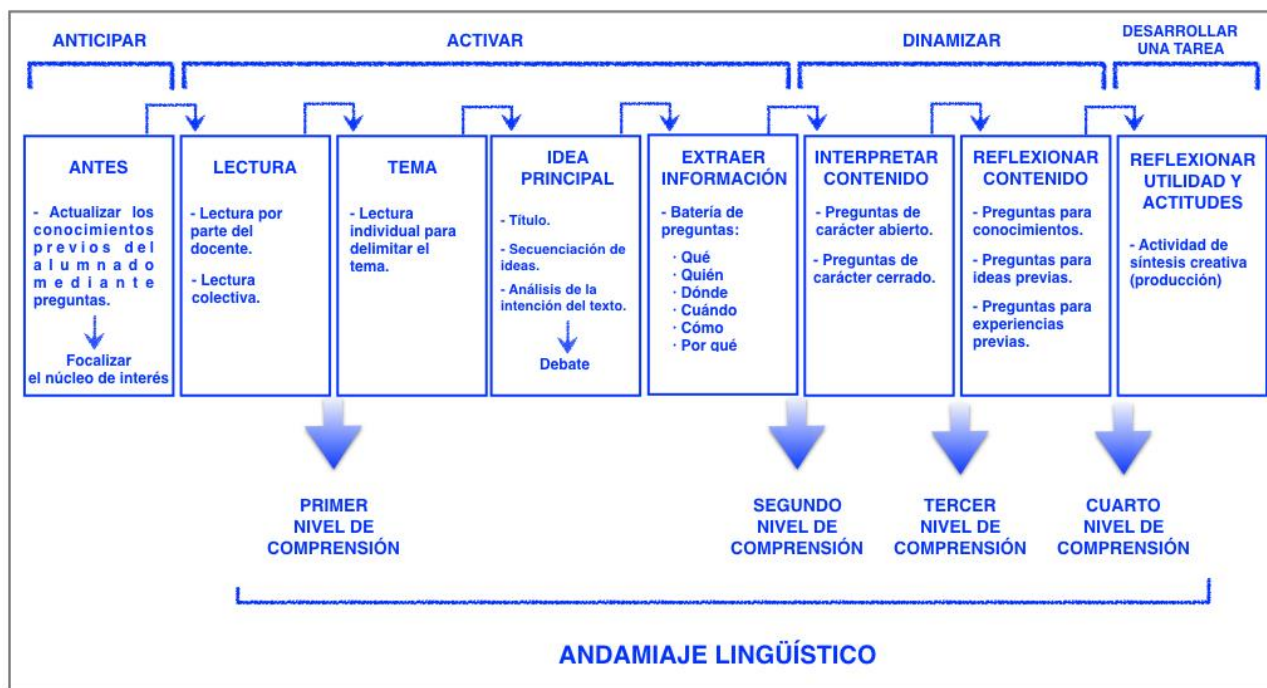 ANTICIPAR
ACTIVAR
DINAMIZAR
DESARROLLAR
UNA TAREA
ANTES
- Actualizar los
conocimientos
previos del
alumnado
mediante
preguntas.
Focalizar
el núcleo de interés
LECTURA
- Lectura por
parte del
docente.
- Lectura
colectiva.
TEMA
- Lectura
individual para
delimitar el
tema.
IDEA
PRINCIPAL
- Título.
- Secuenciación de
ideas.
- Análisis de la
intención del texto.
Debate
EXTRAER
INFORMACIÓN
- Batería de
preguntas:
· Qué
· Quién
· Dónde
· Cuándo
· Cómo
· Por qué
INTERPRETAR
CONTENIDO
- Preguntas de
carácter abierto.
- Preguntas de
carácter cerrado.
REFLEXIONAR
CONTENIDO
- Preguntas para
conocimientos.
- Preguntas para
ideas previas.
- Preguntas para
experiencias
previas.
REFLEXIONAR
UTILIDAD Y
ACTITUDES
- Actividad de
síntesis creativa
(producción)
PRIMER
NIVEL DE
COMPRENSIÓN
SEGUNDO
NIVEL DE
COMPRENSIÓN
TERCER
NIVEL DE
COMPRENSIÓN
CUARTO
NIVEL DE
COMPRENSIÓN
ANDAMIAJE LINGÜÍSTICO